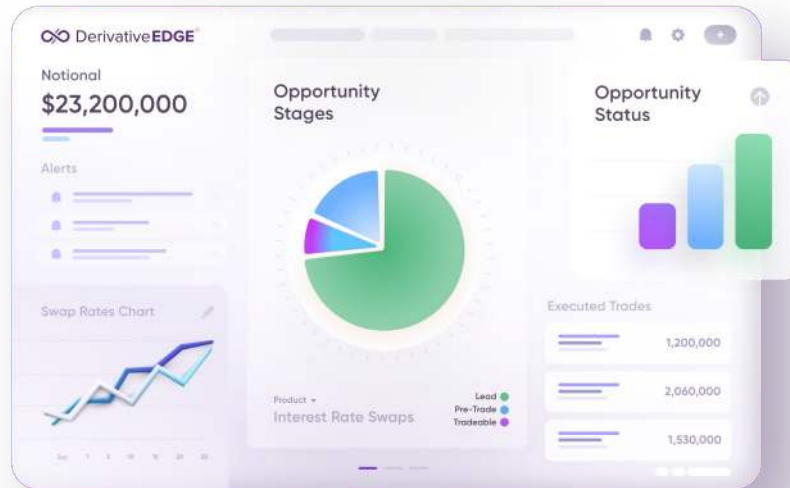 DerivativeEDGE®
Notional
$23,200,000
Alerts
Swap Rates Chart
Opportunity
Stages
Product
Interest Rate Swaps
Lead
Pre-Trade
Tradeable
Opportunity
Status
Executed Trades
1,200,000
2,060,000
1,530,000